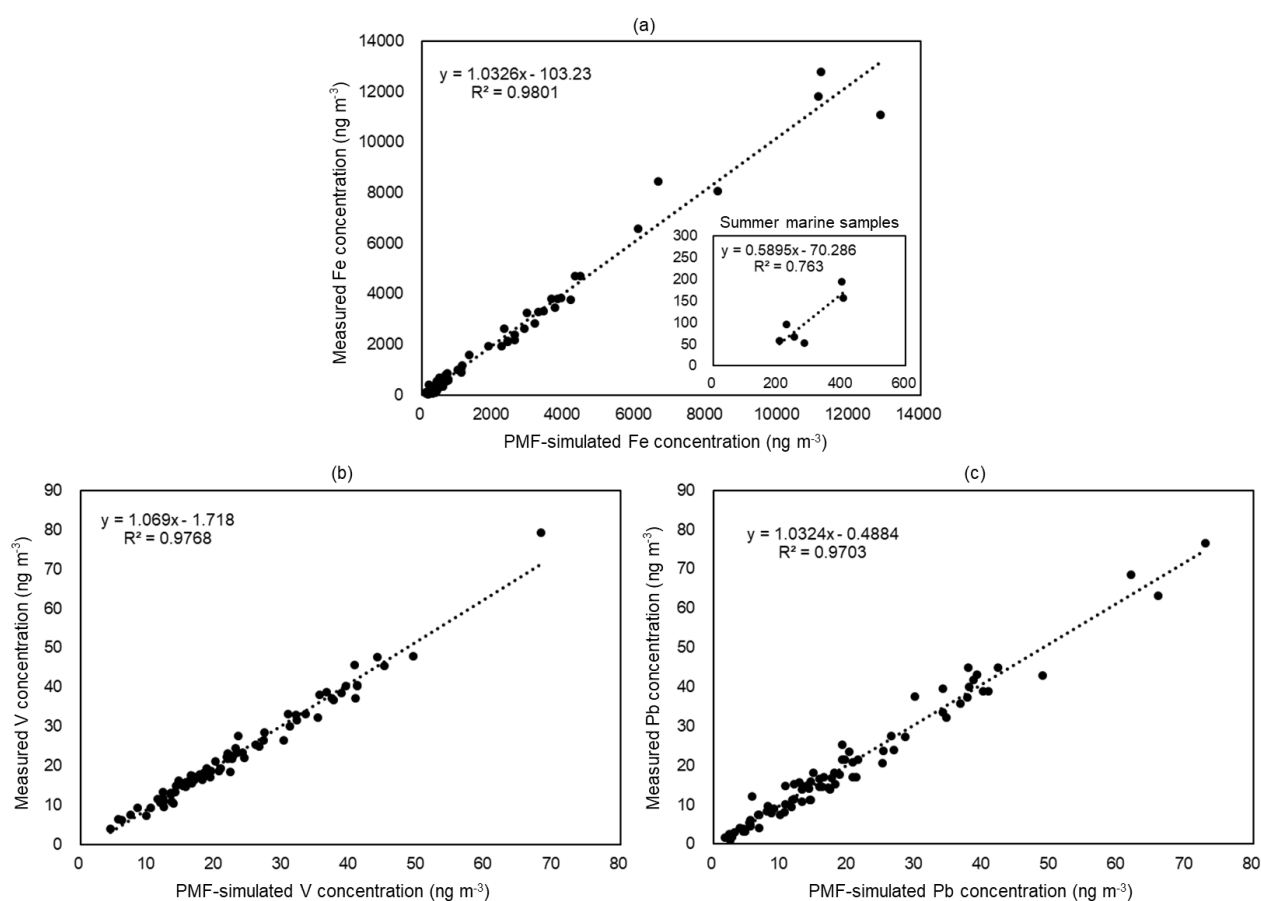 (a)
14000
12000
10000
8000
6000
4000
2000
0
Measured Fe concentration (ng m⁻³)
y = 1.0326x - 103.23
R² = 0.9801
Summer marine samples
300
250
200
150
100
50
0
y = 0.5895x - 70.286
R² = 0.763
0 200 400 600
0 2000 4000 6000 8000 10000 12000 14000
PMF-simulated Fe concentration (ng m⁻³)
(b)
90
80
70
60
50
40
30
20
10
0
Measured V concentration (ng m⁻³)
y = 1.069x - 1.718
R² = 0.9768
0 10 20 30 40 50 60 70 80
PMF-simulated V concentration (ng m⁻³)
(c)
90
80
70
60
50
40
30
20
10
0
Measured Pb concentration (ng m⁻³)
y = 1.0324x - 0.4884
R² = 0.9703
0 10 20 30 40 50 60 70 80
PMF-simulated Pb concentration (ng m⁻³)